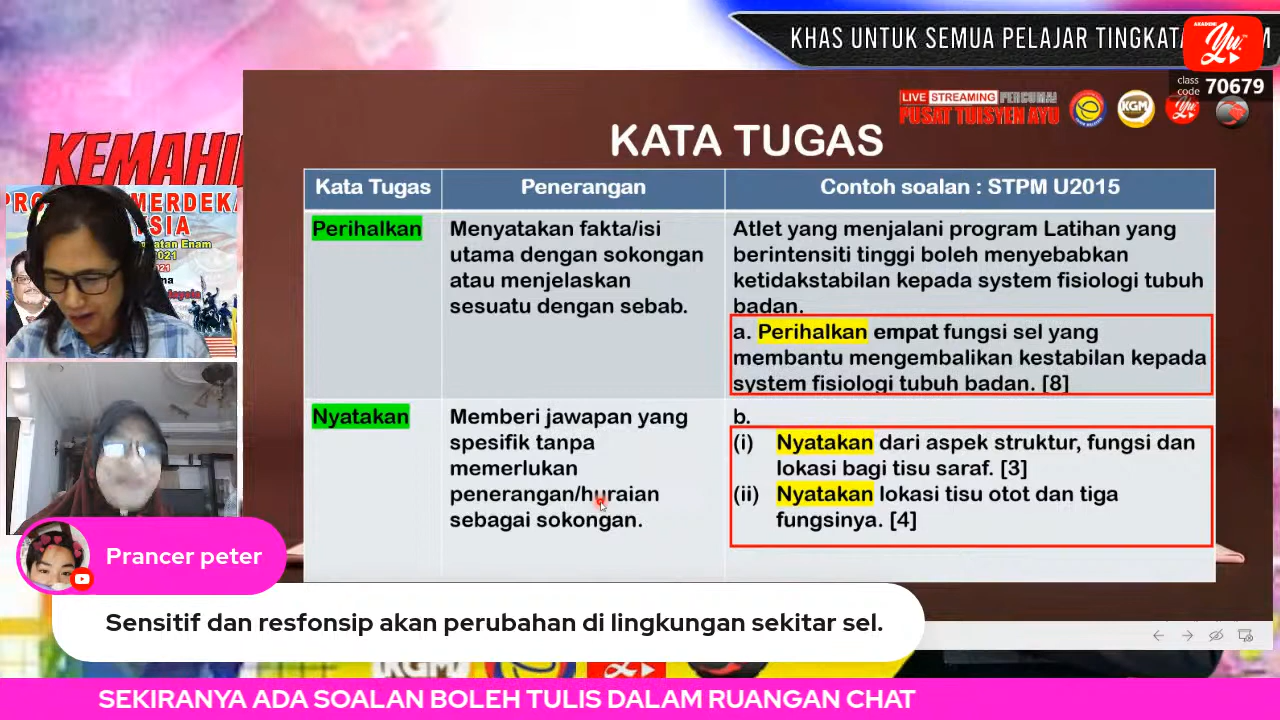 KHAS UNTUK SEMUA PELAJAR TINGKATA
M
AKADEMI
Yu
class
code 70679
LIVE STREAMING PERCUMA!
PUSAT TUISYEN AYU
KGM
KEMAHI
KATA TUGAS
Kata Tugas
Penerangan
Contoh soalan : STPM U2015
Perihalkan
Menyatakan fakta/isi
utama dengan sokongan
atau menjelaskan
sesuatu dengan sebab.
Atlet yang menjalani program Latihan yang
berintensiti tinggi boleh menyebabkan
ketidakstabilan kepada system fisiologi tubuh
badan.
a. Perihalkan empat fungsi sel yang
membantu mengembalikan kestabilan kepada
system fisiologi tubuh badan. [8]
Nyatakan
Memberi jawapan yang
spesifik tanpa
memerlukan
penerangan/huraian
sebagai sokongan.
b.
(i) Nyatakan dari aspek struktur, fungsi dan
lokasi bagi tisu saraf. [3]
(ii) Nyatakan lokasi tisu otot dan tiga
fungsinya. [4]
Prancer peter
Sensitif dan resfonsip akan perubahan di lingkungan sekitar sel.
KGM
SEKIRANYA ADA SOALAN BOLEH TULIS DALAM RUANGAN CHAT